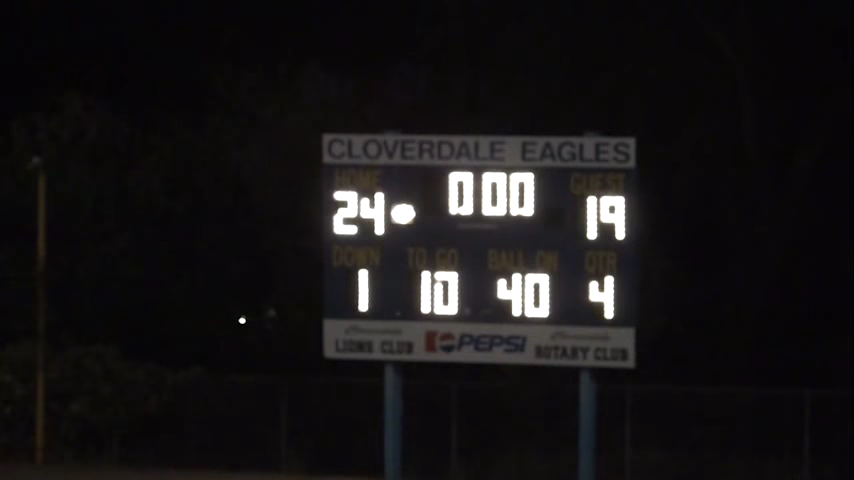 CLOVERDALE EAGLES
HOME 0 00 GUEST
24 19
DOWN TO GO BALL ON QTR
1 10 40 4
LIONS CLUB PEPSI ROTARY CLUB